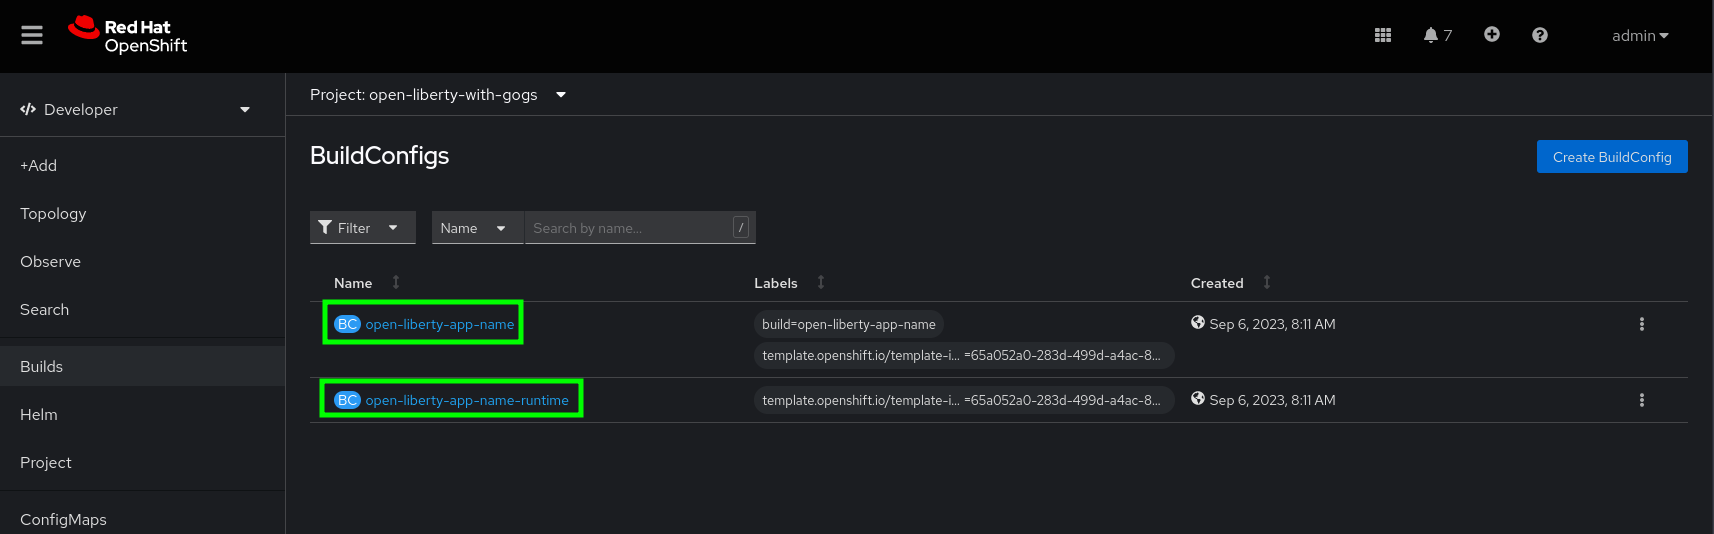 Red Hat
OpenShift
7
admin
Developer
Project: open-liberty-with-gogs
+Add
Topology
Observe
Search
Builds
Helm
Project
ConfigMaps
BuildConfigs
Create BuildConfig
Filter
Name
Search by name...
/
Name
Labels
Created
BC open-liberty-app-name
build=open-liberty-app-name
template.openshift.io/template-i... =65a052a0-283d-499d-a4ac-8...
Sep 6, 2023, 8:11 AM
BC open-liberty-app-name-runtime
template.openshift.io/template-i... =65a052a0-283d-499d-a4ac-8...
Sep 6, 2023, 8:11 AM